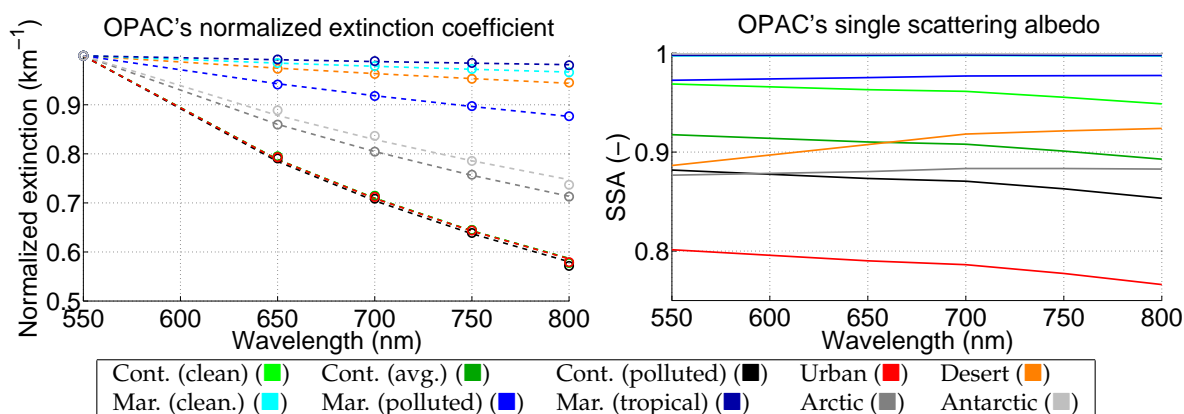 OPAC's normalized extinction coefficient
Normalized extinction (km−1)
0.9
0.8
0.7
0.6
0.5
550 600 650 700 750 800
Wavelength (nm)
OPAC's single scattering albedo
SSA (−)
1
0.9
0.8
550 600 650 700 750 800
Wavelength (nm)
Cont. (clean) (■) Cont. (avg.) (■) Cont. (polluted) (■) Urban (■) Desert (■)
Mar. (clean.) (■) Mar. (polluted) (■) Mar. (tropical) (■) Arctic (■) Antarctic (■)